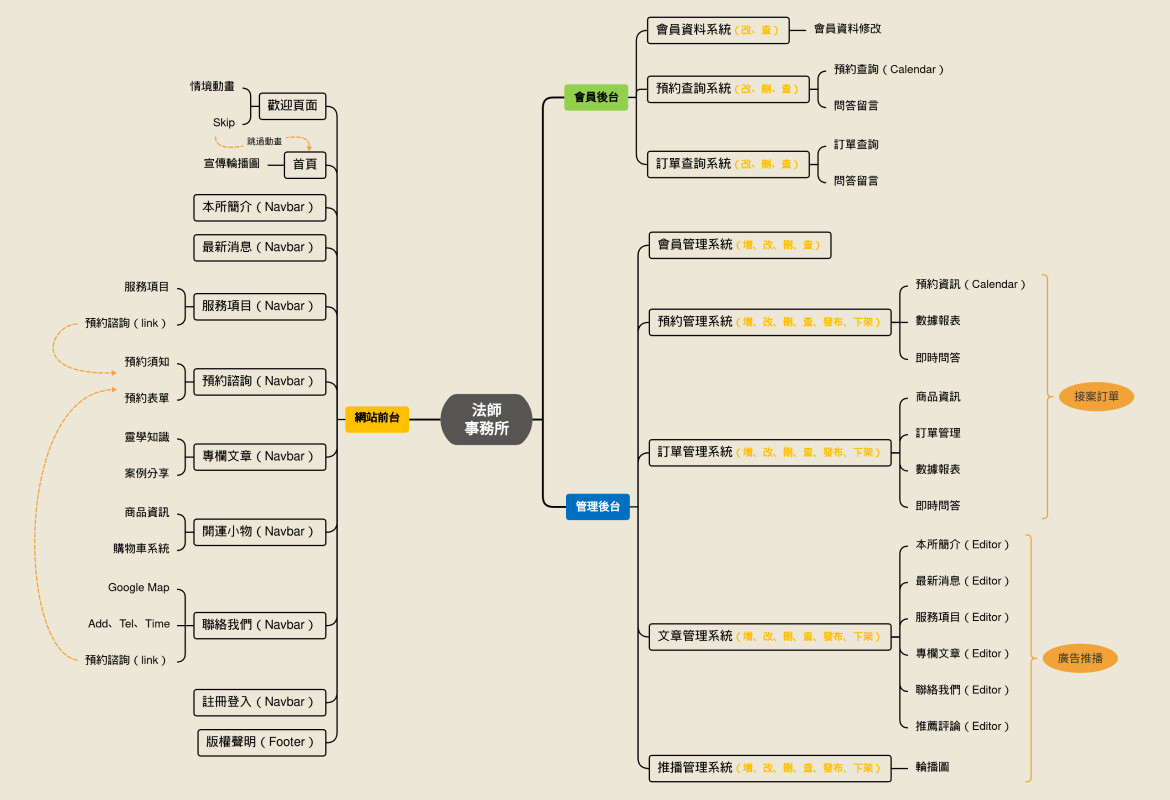 法師
事務所
網站前台
歡迎頁面
情境動畫
Skip
跳過動畫
首頁
宣傳輪播圖
本所簡介（Navbar）
最新消息（Navbar）
服務項目（Navbar）
服務項目
預約諮詢（link）
預約諮詢（Navbar）
預約須知
預約表單
專欄文章（Navbar）
靈學知識
案例分享
開運小物（Navbar）
商品資訊
購物車系統
聯絡我們（Navbar）
Google Map
Add、Tel、Time
預約諮詢（link）
註冊登入（Navbar）
版權聲明（Footer）
會員後台
會員資料系統（改、查）
會員資料修改
預約查詢系統（改、刪、查）
預約查詢（Calendar）
問答留言
訂單查詢系統（改、刪、查）
訂單查詢
問答留言
管理後台
會員管理系統（增、改、刪、查）
預約管理系統（增、改、刪、查、發布、下架）
預約資訊（Calendar）
數據報表
即時問答
訂單管理系統（增、改、刪、查、發布、下架）
商品資訊
訂單管理
數據報表
即時問答
接案訂單
文章管理系統（增、改、刪、查、發布、下架）
本所簡介（Editor）
最新消息（Editor）
服務項目（Editor）
專欄文章（Editor）
聯絡我們（Editor）
推薦評論（Editor）
推播管理系統（增、改、刪、查、發布、下架）
輪播圖
廣告推播